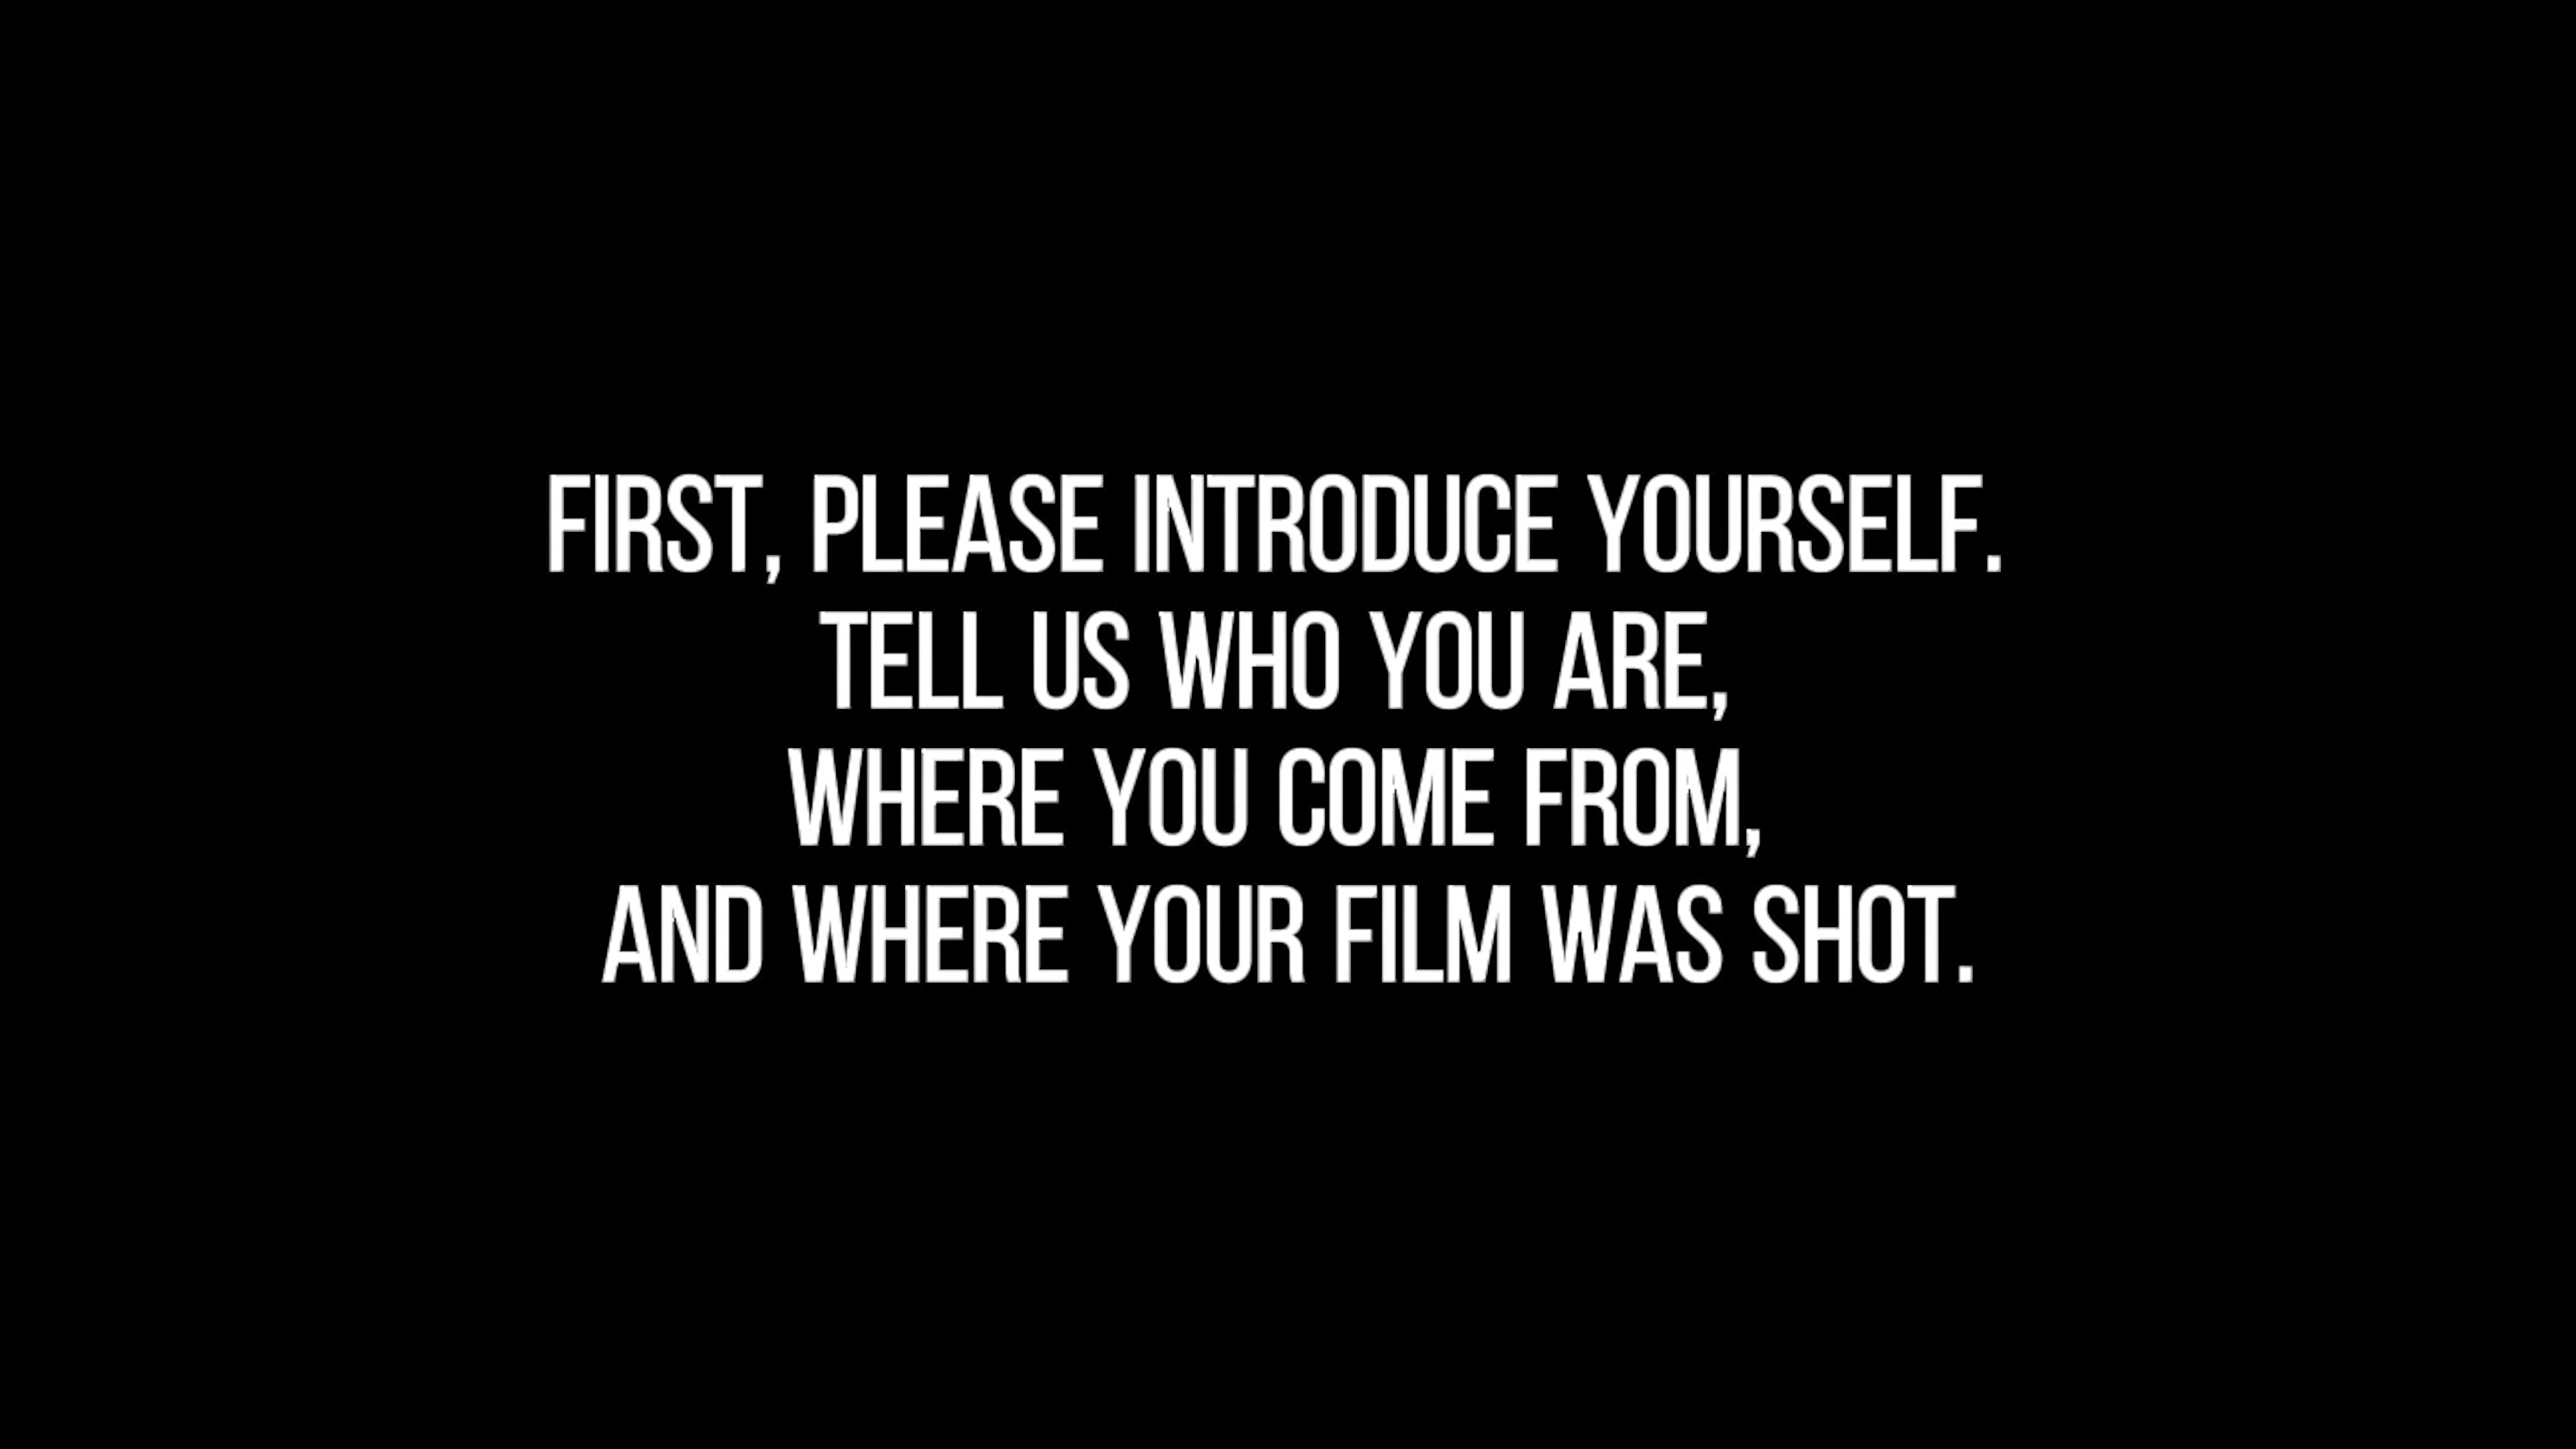 FIRST, PLEASE INTRODUCE YOURSELF.
TELL US WHO YOU ARE,
WHERE YOU COME FROM,
AND WHERE YOUR FILM WAS SHOT.